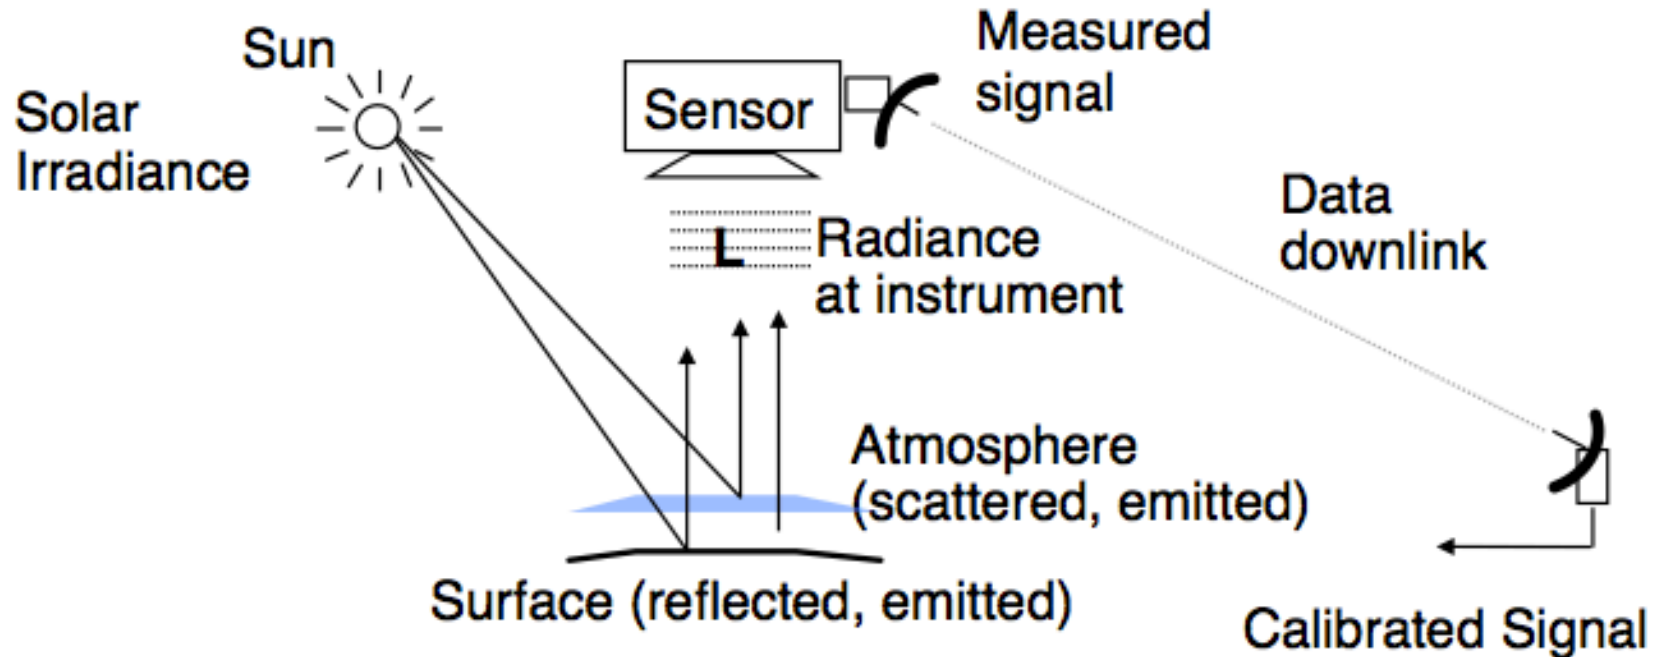 Sun
Solar
Irradiance
Sensor
Measured
signal
Data
downlink
L
Radiance
at instrument
Atmosphere
(scattered, emitted)
Surface (reflected, emitted)
Calibrated Signal